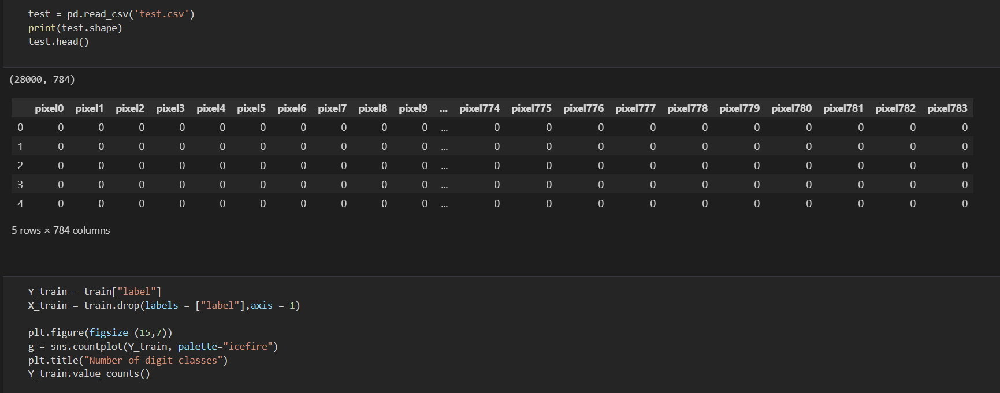 test = pd.read_csv('test.csv')
print(test.shape)
test.head()
(28000, 784)
pixel0 pixel1 pixel2 pixel3 pixel4 pixel5 pixel6 pixel7 pixel8 pixel9 ... pixel774 pixel775 pixel776 pixel777 pixel778 pixel779 pixel780 pixel781 pixel782 pixel783
0 0 0 0 0 0 0 0 0 0 0 ... 0 0 0 0 0 0 0 0 0 0
1 0 0 0 0 0 0 0 0 0 0 ... 0 0 0 0 0 0 0 0 0 0
2 0 0 0 0 0 0 0 0 0 0 ... 0 0 0 0 0 0 0 0 0 0
3 0 0 0 0 0 0 0 0 0 0 ... 0 0 0 0 0 0 0 0 0 0
4 0 0 0 0 0 0 0 0 0 0 ... 0 0 0 0 0 0 0 0 0 0
5 rows × 784 columns
Y_train = train["label"]
X_train = train.drop(labels = ["label"],axis = 1)
plt.figure(figsize=(15,7))
g = sns.countplot(Y_train, palette="icefire")
plt.title("Number of digit classes")
Y_train.value_counts()